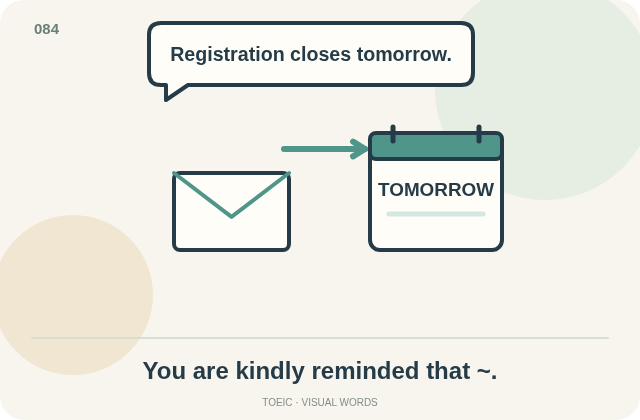 084
Registration closes tomorrow.
TOMORROW
You are kindly reminded that ~.
TOEIC · VISUAL WORDS